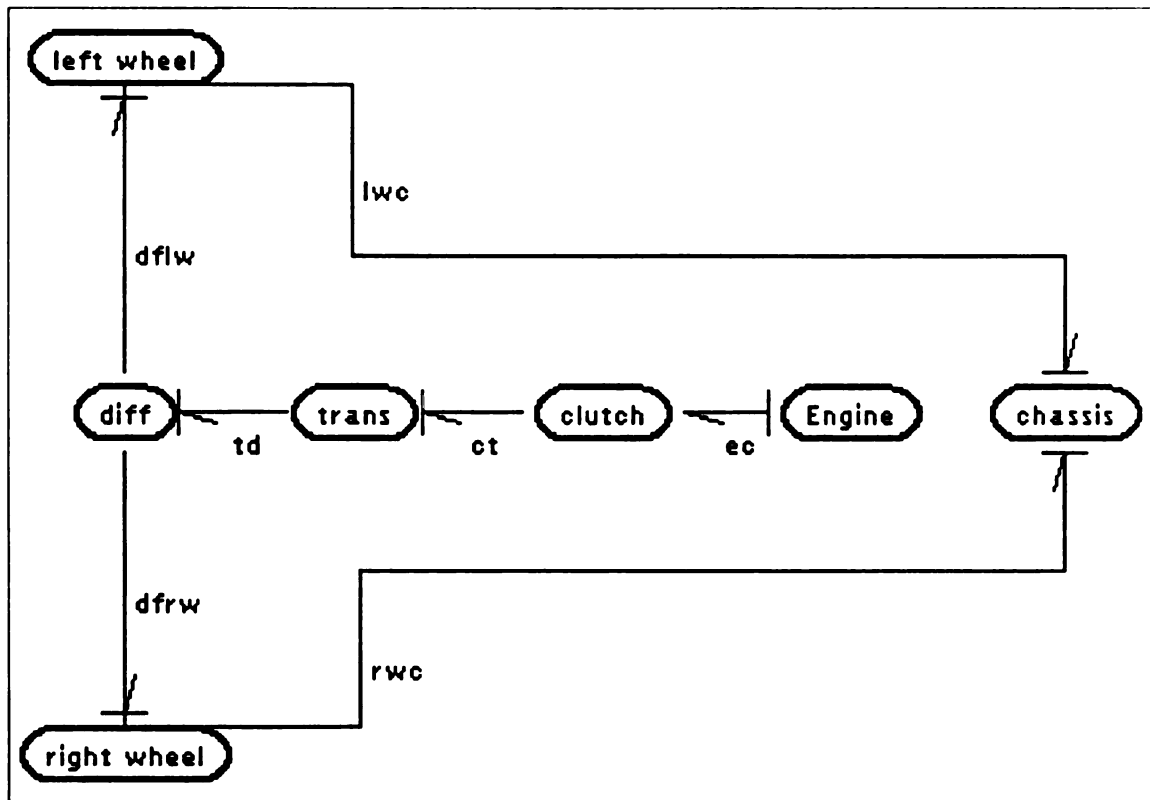 left wheel
lwc
dflw
diff
trans
clutch
Engine
chassis
td
ct
ec
dfrw
rwc
right wheel